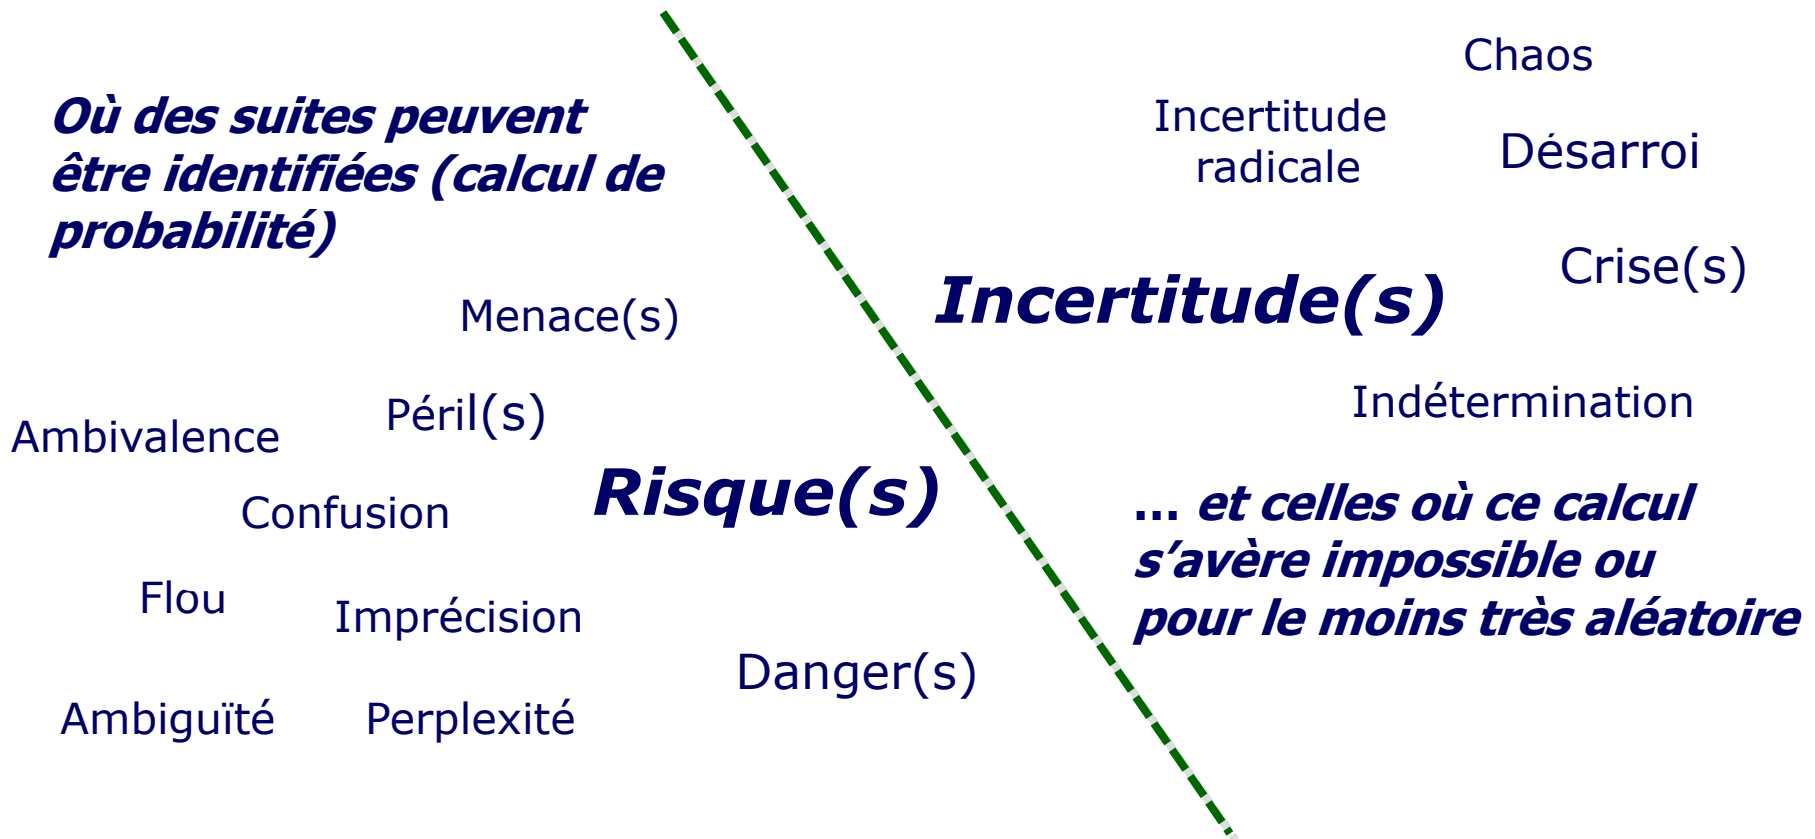 Où des suites peuvent
être identifiées (calcul de
probabilité)
Menace(s)
Péril(s)
Ambivalence
Risque(s)
Confusion
Flou
Imprécision
Danger(s)
Ambiguïté
Perplexité
Chaos
Incertitude
radicale
Désarroi
Crise(s)
Incertitude(s)
Indétermination
... et celles où ce calcul
s’avère impossible ou
pour le moins très aléatoire